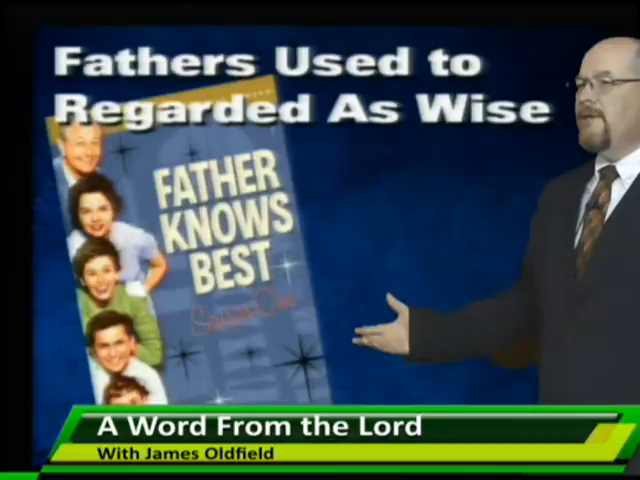 Fathers Used to
Regarded As Wise
FATHER
KNOWS
BEST
Season One
A Word From the Lord
With James Oldfield